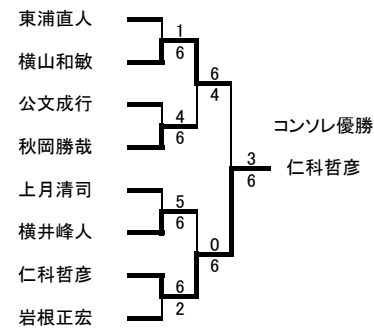 東浦直人
1
横山和敏
6
6
公文成行
4
4
コンソレ優勝
秋岡勝哉
6
3
仁科哲彦
6
上月清司
5
横井峰人
6
0
仁科哲彦
6
6
岩根正宏
2